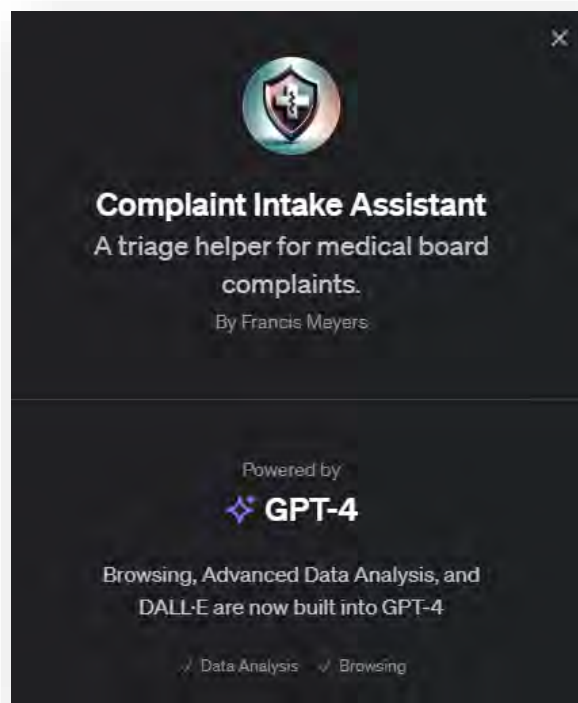 Complaint Intake Assistant
A triage helper for medical board
complaints.
By Francis Meyers
Powered by
GPT-4
Browsing, Advanced Data Analysis, and
DALL·E are now built into GPT-4
✓ Data Analysis ✓ Browsing